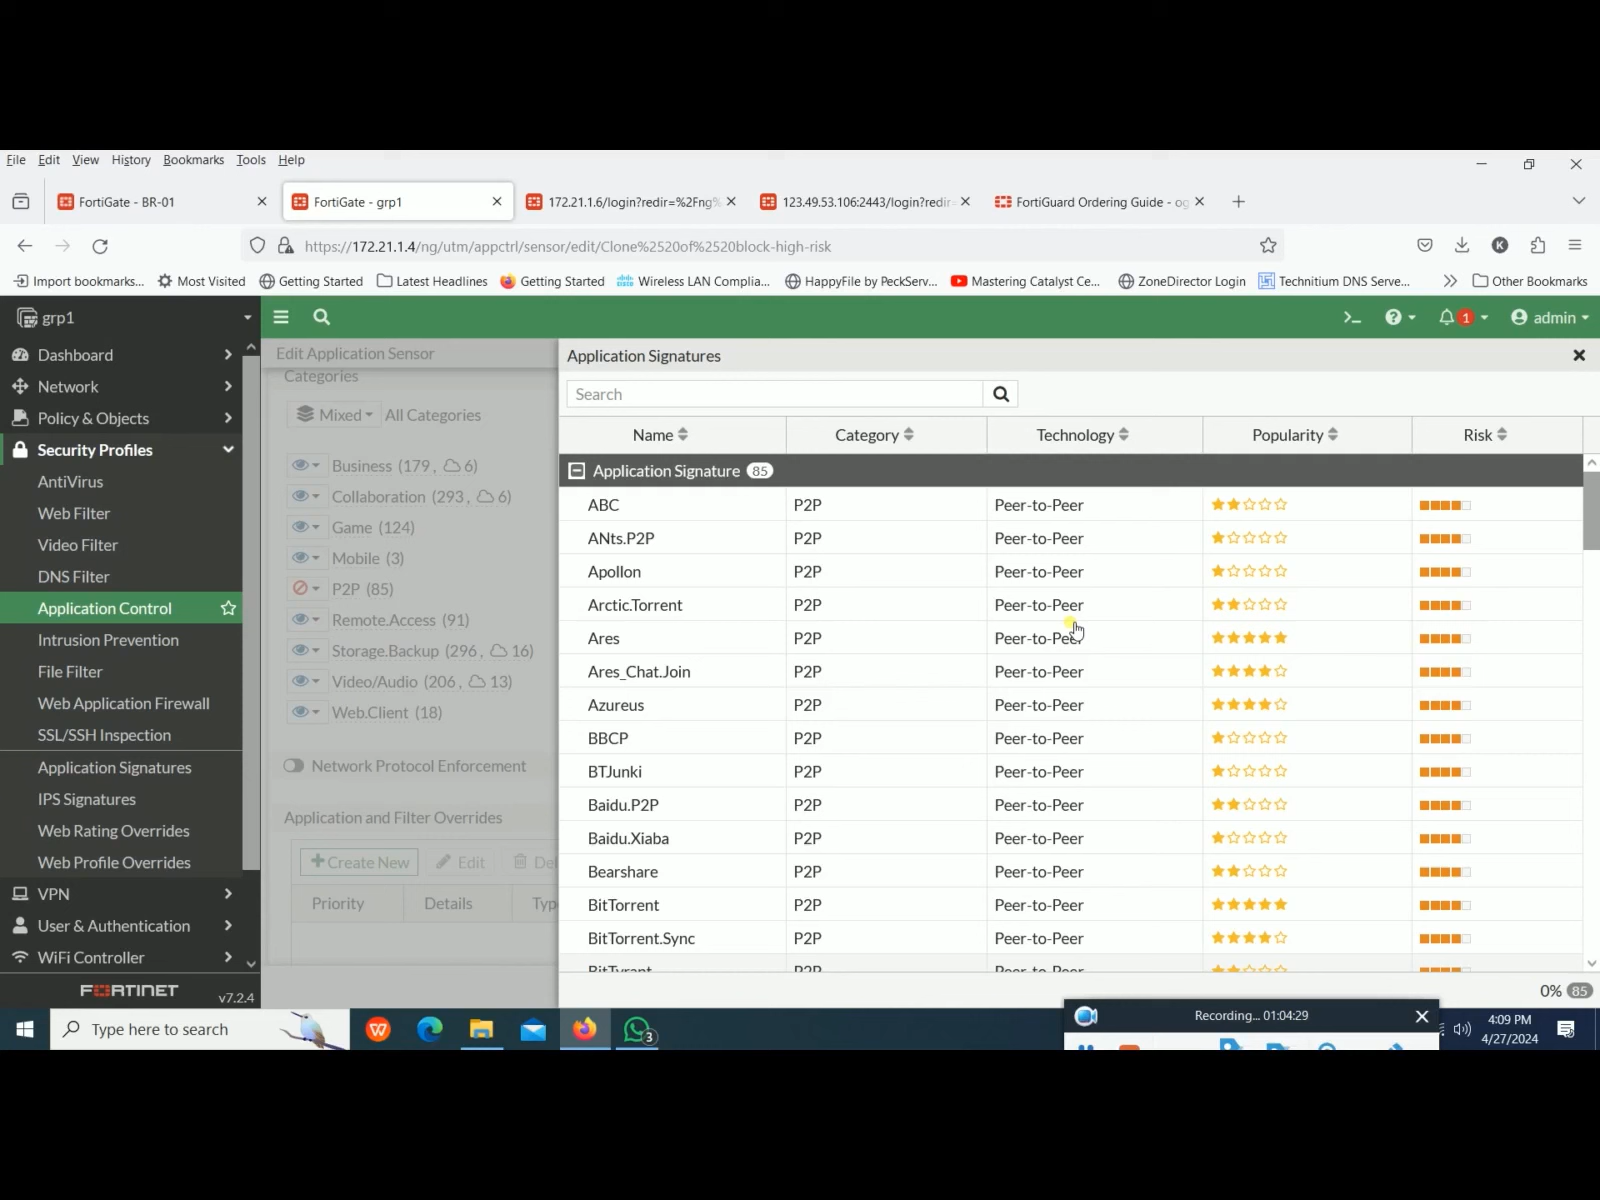 File Edit View History Bookmarks Tools Help
FortiGate - BR-01
FortiGate - grp1
172.21.1.6/login?redir=%2Fng%
123.49.53.106:2443/login?redir=
FortiGuard Ordering Guide - og
https://172.21.1.4/ng/utm/appctrl/sensor/edit/Clone%2520of%2520block-high-risk
K
Import bookmarks... Most Visited Getting Started Latest Headlines Getting Started Wireless LAN Complia... HappyFile by PeckServ... Mastering Catalyst Ce... ZoneDirector Login Technitium DNS Serve... Other Bookmarks
grp1
1 admin
Dashboard
Network
Policy & Objects
Security Profiles
AntiVirus
Web Filter
Video Filter
DNS Filter
Application Control
Intrusion Prevention
File Filter
Web Application Firewall
SSL/SSH Inspection
Application Signatures
IPS Signatures
Web Rating Overrides
Web Profile Overrides
VPN
User & Authentication
WiFi Controller
FORTINET v7.2.4
Edit Application Sensor
Categories
Mixed All Categories
Business (179, 6)
Collaboration (293, 6)
Game (124)
Mobile (3)
P2P (85)
Remote.Access (91)
Storage.Backup (296, 16)
Video/Audio (206, 13)
Web.Client (18)
Network Protocol Enforcement
Application and Filter Overrides
Create New Edit Del
Priority Details Typ
Application Signatures
Search
Name Category Technology Popularity Risk
Application Signature 85
ABC P2P Peer-to-Peer
ANts.P2P P2P Peer-to-Peer
Apollon P2P Peer-to-Peer
Arctic.Torrent P2P Peer-to-Peer
Ares P2P Peer-to-Peer
Ares_Chat.Join P2P Peer-to-Peer
Azureus P2P Peer-to-Peer
BBCP P2P Peer-to-Peer
BTJunki P2P Peer-to-Peer
Baidu.P2P P2P Peer-to-Peer
Baidu.Xiaba P2P Peer-to-Peer
Bearshare P2P Peer-to-Peer
BitTorrent P2P Peer-to-Peer
BitTorrent.Sync P2P Peer-to-Peer
BitTyrant P2P Peer-to-Peer
0% 85
Type here to search
W
3
Recording... 01:04:29
4:09 PM
4/27/2024